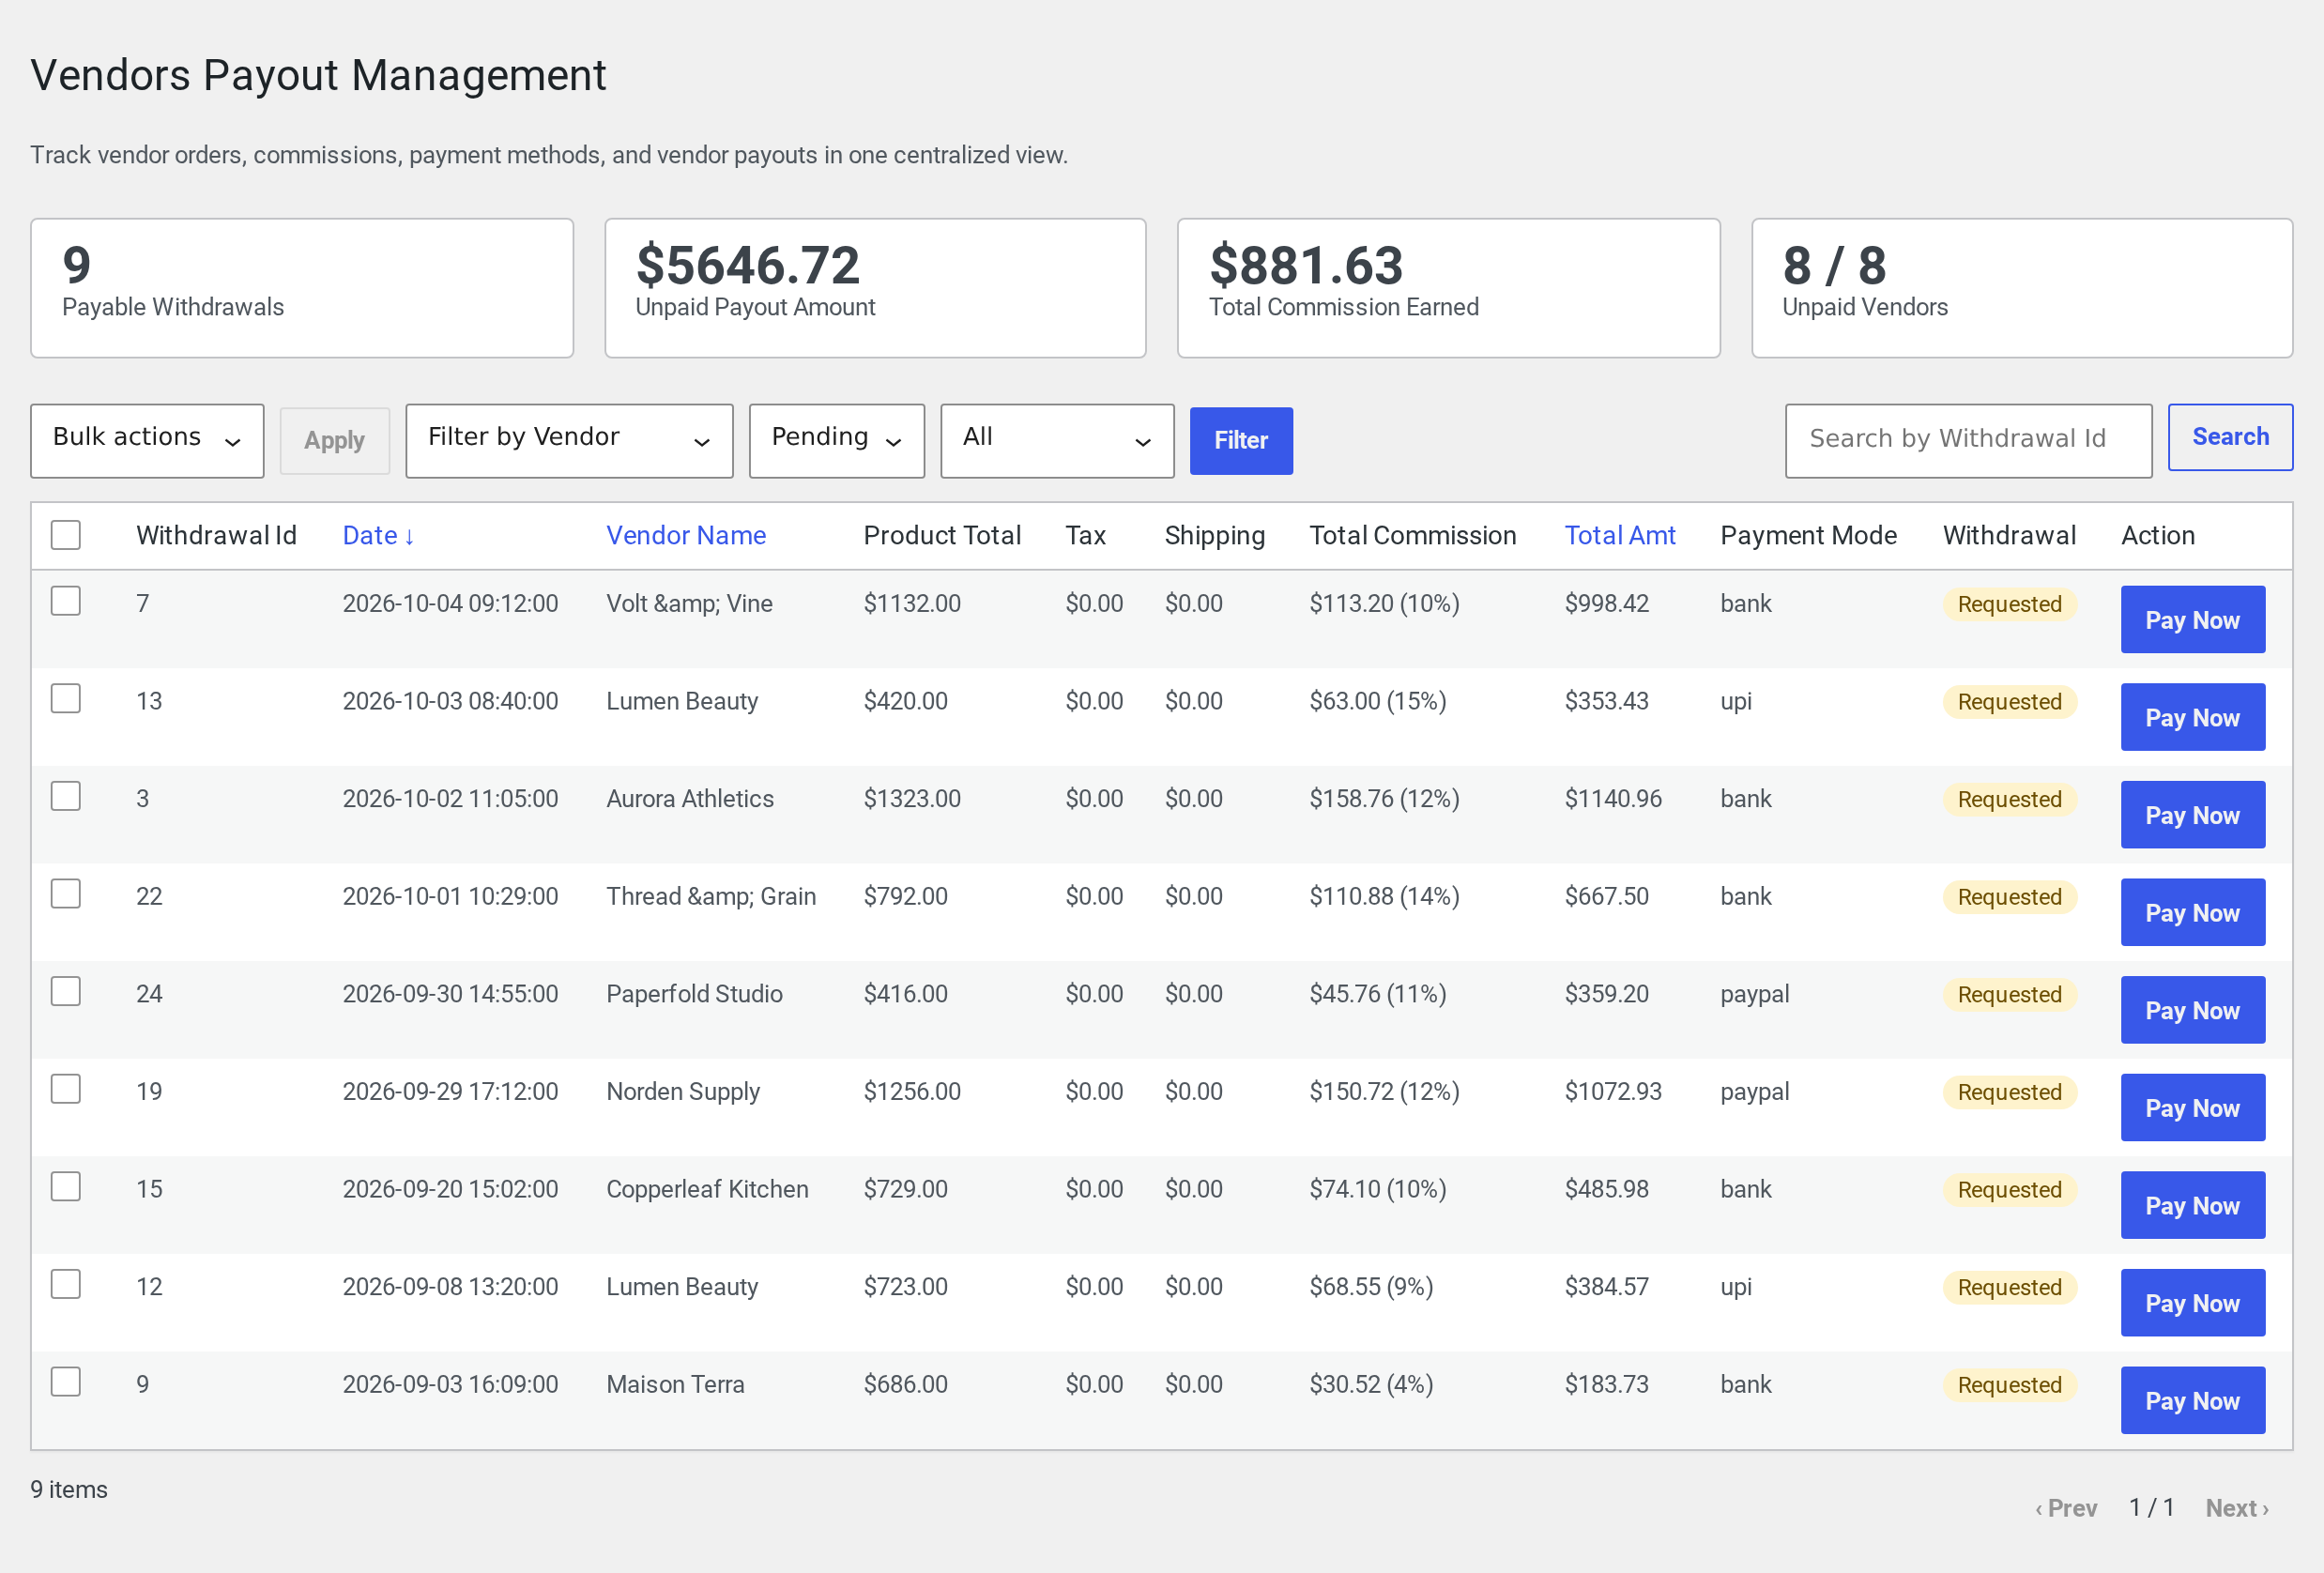 Vendors Payout Management
Track vendor orders, commissions, payment methods, and vendor payouts in one centralized view.
9
Payable Withdrawals
$5646.72
Unpaid Payout Amount
$881.63
Total Commission Earned
8 / 8
Unpaid Vendors
Bulk actions Apply Filter by Vendor Pending All Filter Search by Withdrawal Id Search
Withdrawal Id Date ↓ Vendor Name Product Total Tax Shipping Total Commission Total Amt Payment Mode Withdrawal Action
7 2026-10-04 09:12:00 Volt &amp; Vine $1132.00 $0.00 $0.00 $113.20 (10%) $998.42 bank Requested Pay Now
13 2026-10-03 08:40:00 Lumen Beauty $420.00 $0.00 $0.00 $63.00 (15%) $353.43 upi Requested Pay Now
3 2026-10-02 11:05:00 Aurora Athletics $1323.00 $0.00 $0.00 $158.76 (12%) $1140.96 bank Requested Pay Now
22 2026-10-01 10:29:00 Thread &amp; Grain $792.00 $0.00 $0.00 $110.88 (14%) $667.50 bank Requested Pay Now
24 2026-09-30 14:55:00 Paperfold Studio $416.00 $0.00 $0.00 $45.76 (11%) $359.20 paypal Requested Pay Now
19 2026-09-29 17:12:00 Norden Supply $1256.00 $0.00 $0.00 $150.72 (12%) $1072.93 paypal Requested Pay Now
15 2026-09-20 15:02:00 Copperleaf Kitchen $729.00 $0.00 $0.00 $74.10 (10%) $485.98 bank Requested Pay Now
12 2026-09-08 13:20:00 Lumen Beauty $723.00 $0.00 $0.00 $68.55 (9%) $384.57 upi Requested Pay Now
9 2026-09-03 16:09:00 Maison Terra $686.00 $0.00 $0.00 $30.52 (4%) $183.73 bank Requested Pay Now
9 items
‹ Prev 1 / 1 Next ›